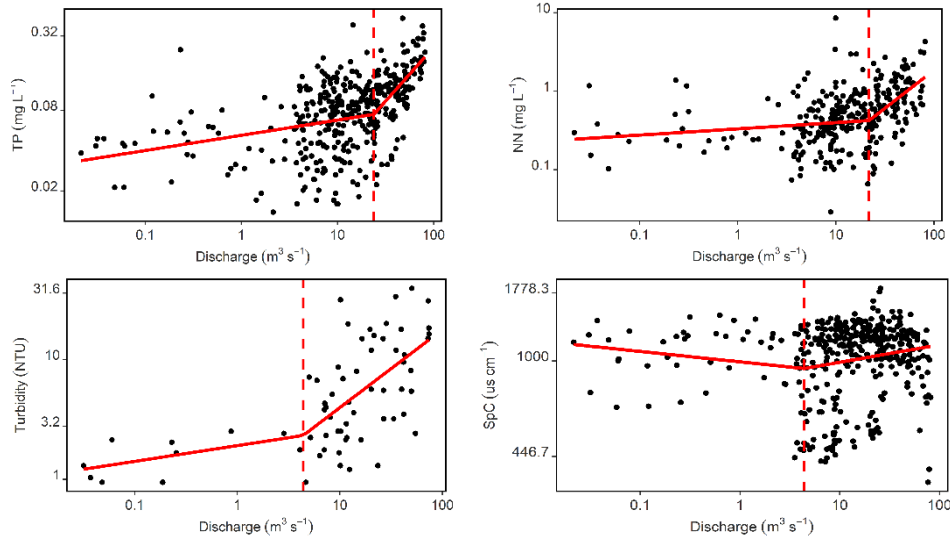 TP (mg L⁻¹)
0.32
0.08
0.02
0.1 1 10 100
Discharge (m³ s⁻¹)
NN (mg L⁻¹)
10
1
0.1
0.1 1 10 100
Discharge (m³ s⁻¹)
Turbidity (NTU)
31.6
10
3.2
1
0.1 1 10 100
Discharge (m³ s⁻¹)
SpC (us cm⁻¹)
1778.3
1000
446.7
0.1 1 10 100
Discharge (m³ s⁻¹)